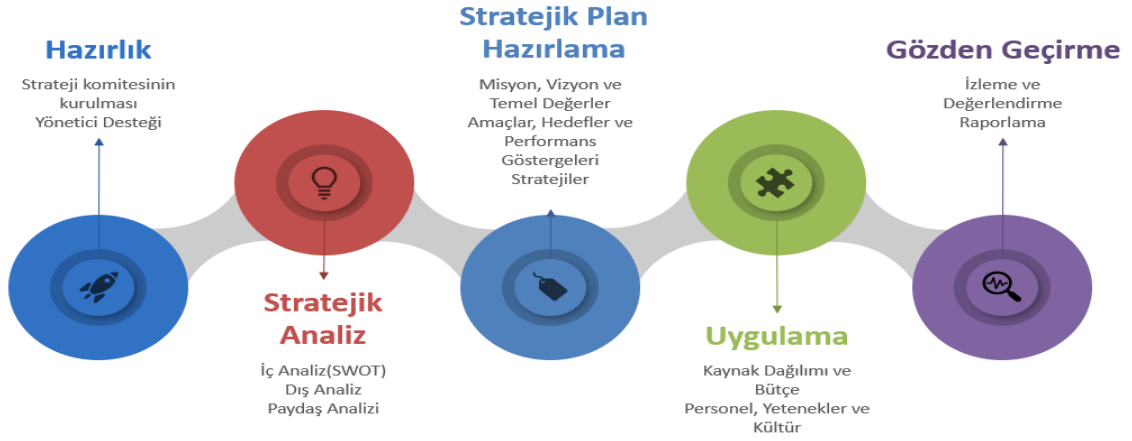 Hazırlık
Strateji komitesinin
kurulması
Yönetici Desteği
Stratejik
Analiz
İç Analiz(SWOT)
Dış Analiz
Paydaş Analizi
Stratejik Plan
Hazırlama
Misyon, Vizyon ve
Temel Değerler
Amaçlar, Hedefler ve
Performans
Göstergeleri
Stratejiler
Uygulama
Kaynak Dağılımı ve
Bütçe
Personel, Yetenekler ve
Kültür
Gözden Geçirme
İzleme ve
Değerlendirme
Raporlama